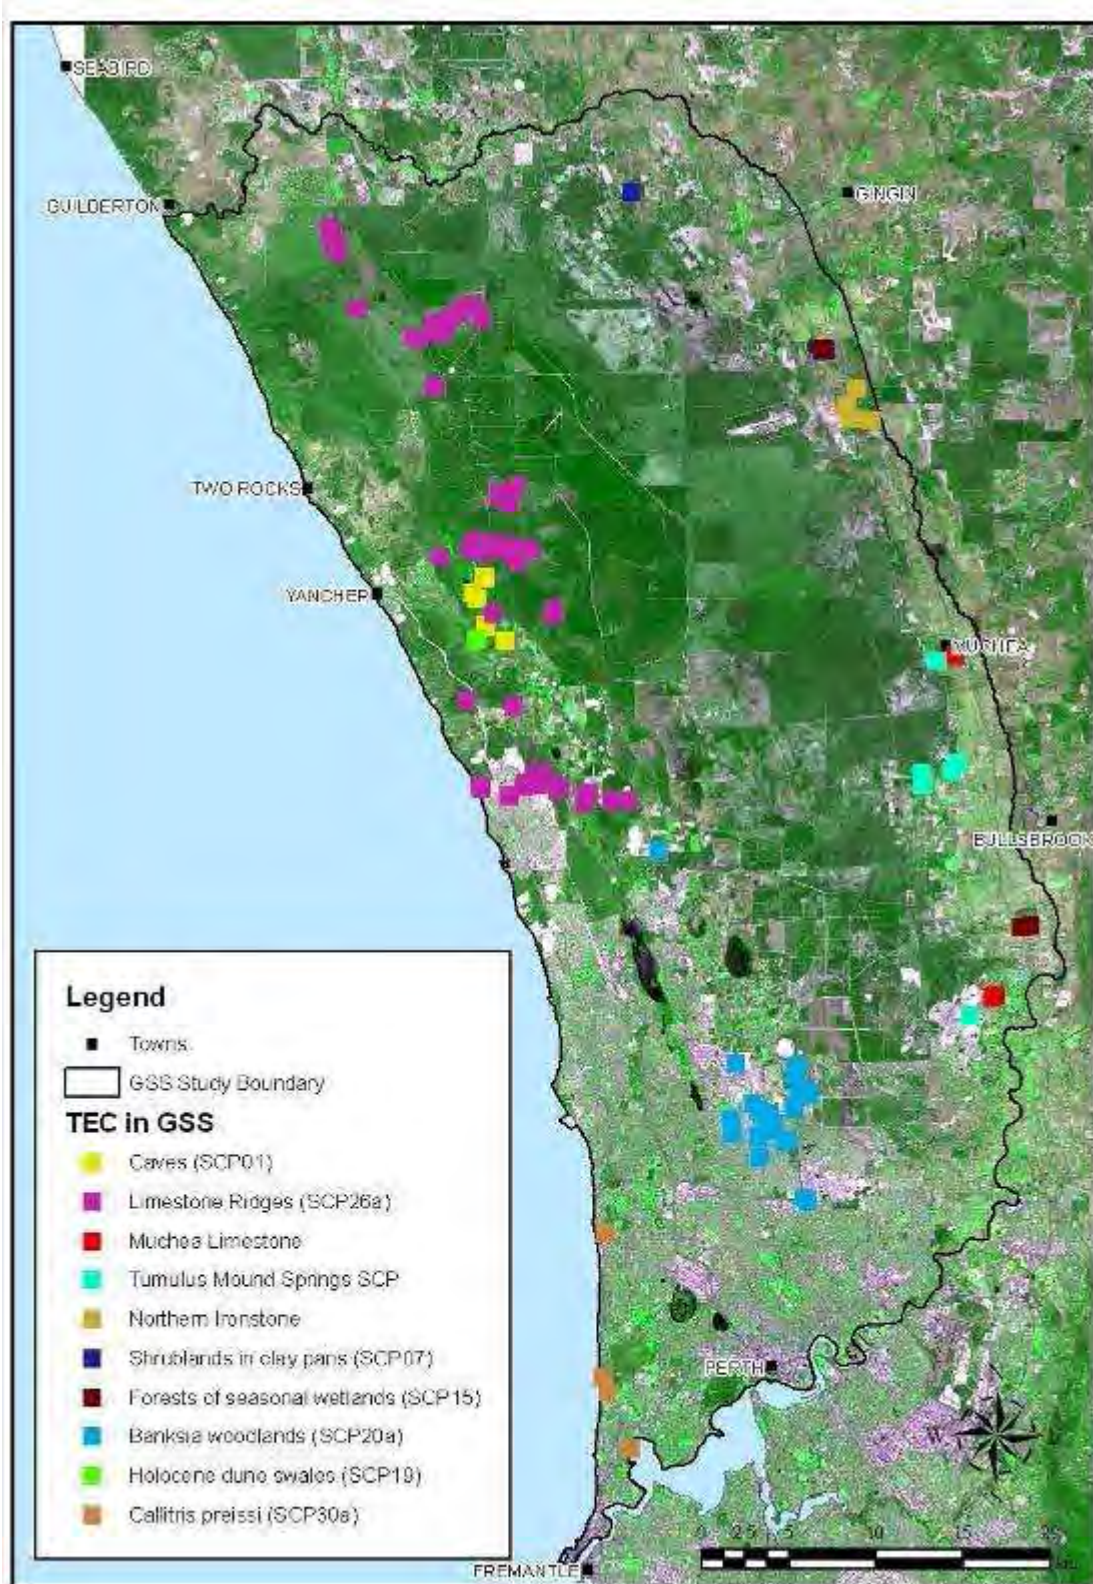 SEABIRD
GUILDERTON
GINGIN
TWO ROCKS
YANCHEP
MUCHEA
BULLSBROOK
Legend
Towns
GSS Study Boundary
TEC in GSS
Caves (SCP01)
Limestone Ridges (SCP26a)
Muchea Limestone
Tumulus Mound Springs SCP
Northern Ironstone
Shrublands in clay pans (SCP07)
Forests of seasonal wetlands (SCP15)
Banksia woodlands (SCP20a)
Holocene dune swales (SCP19)
Callitris preissi (SCP30a)
PERTH
W
0 2.5 5 10 15 20
FREMANTLE